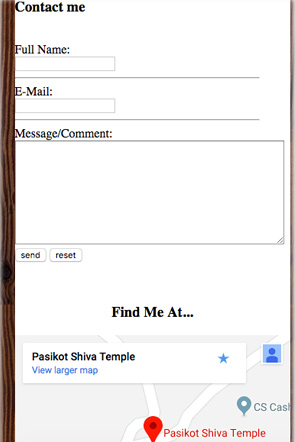 Contact me
Full Name:
E-Mail:
Message/Comment:
send reset
Find Me At...
Pasikot Shiva Temple
View larger map
CS Cash
Pasikot Shiva Temple